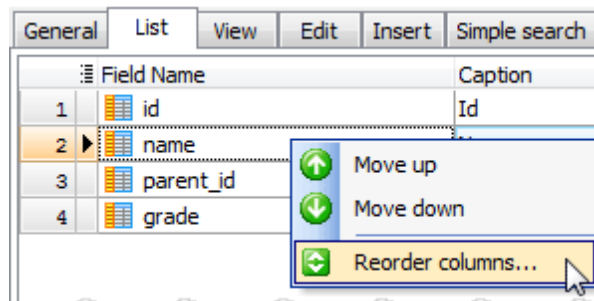 General List View Edit Insert Simple search
Field Name Caption
1 id Id
2 name
3 parent_id
4 grade
Move up
Move down
Reorder columns...